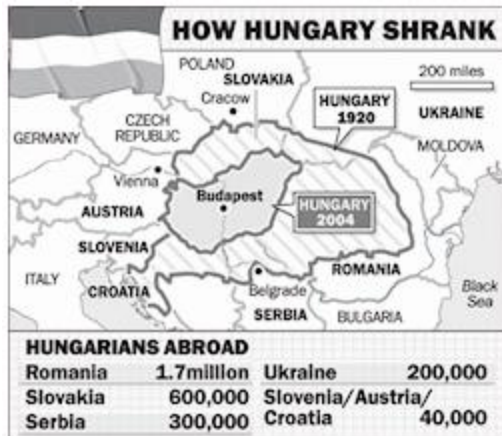 HOW HUNGARY SHRANK
POLAND
SLOVAKIA
200 miles
Cracow
HUNGARY
1920
UKRAINE
CZECH
REPUBLIC
GERMANY
MOLDOVA
Vienna
Budapest
HUNGARY
2004
AUSTRIA
SLOVENIA
ITALY
ROMANIA
CROATIA
Belgrade
Black
Sea
SERBIA
BULGARIA
HUNGARIANS ABROAD
Romania 1.7million
Slovakia 600,000
Serbia 300,000
Ukraine 200,000
Slovenia/Austria/
Croatia 40,000